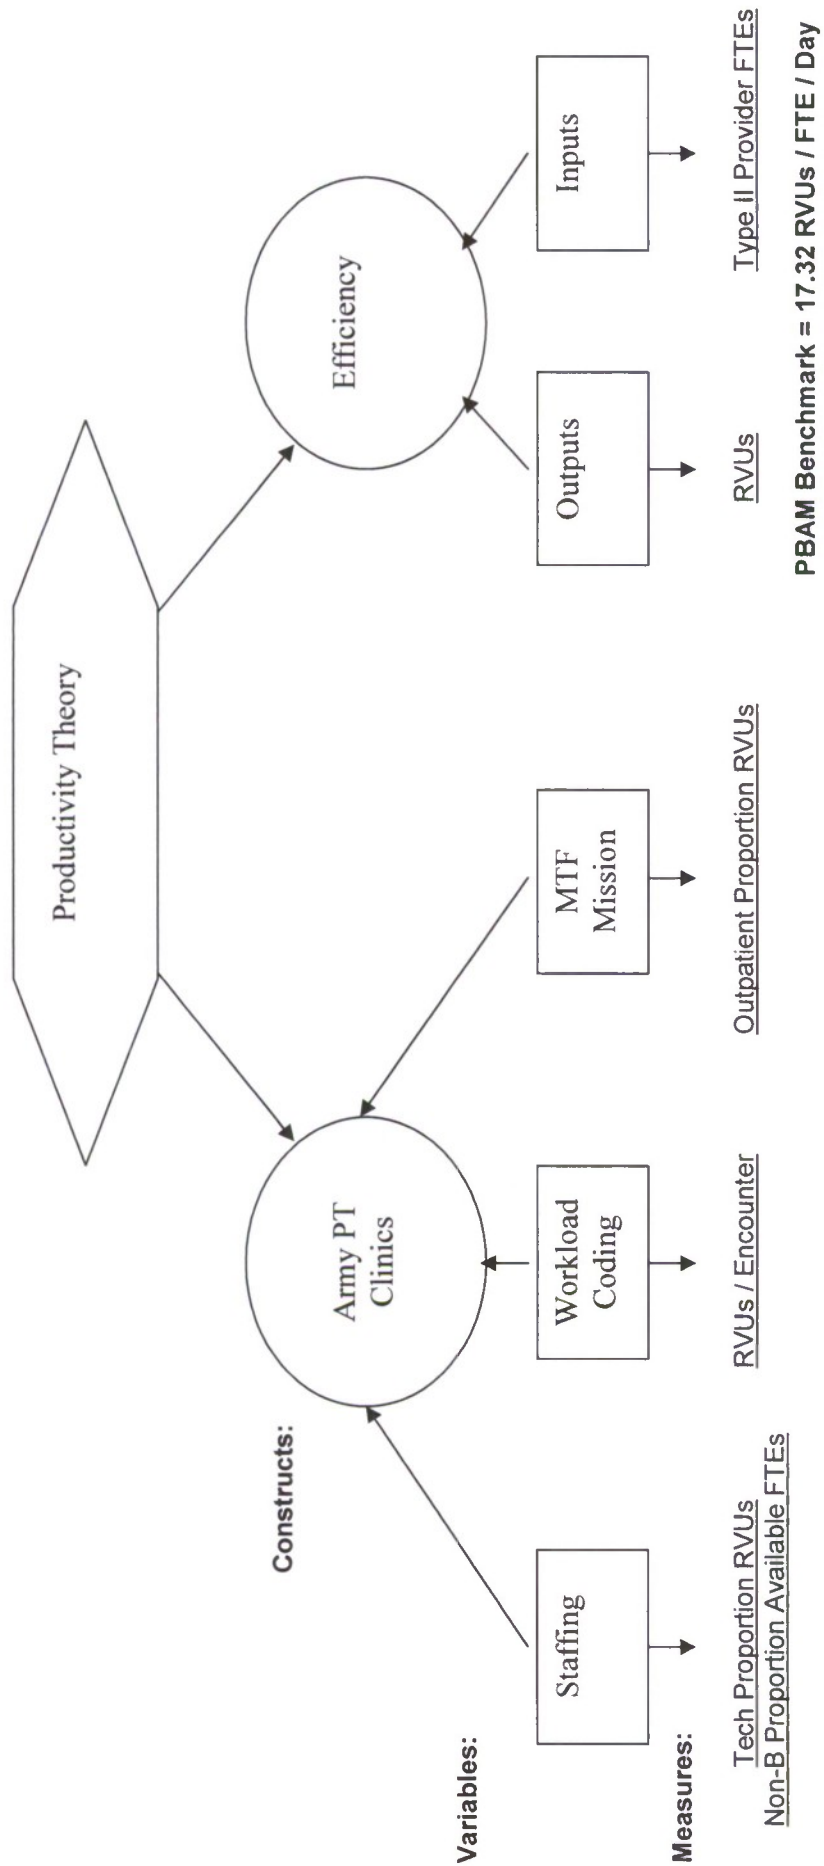 Productivity Theory
Constructs:
Army PT
Clinics
Efficiency
Variables:
Staffing
Workload
Coding
MTF
Mission
Outputs
Inputs
Measures:
Tech Proportion RVUs
Non-B Proportion Available FTEs
RVUs / Encounter
Outpatient Proportion RVUs
RVUs
Type II Provider FTEs
PBAM Benchmark = 17.32 RVUs / FTE / Day